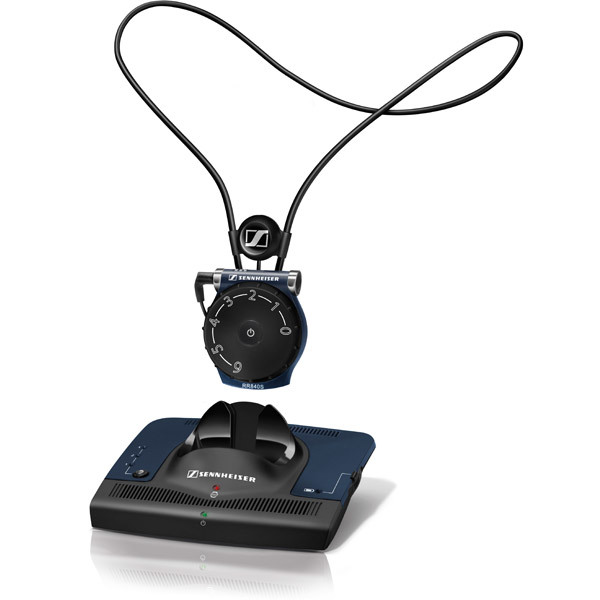 SENNHEISER
0 1 2 3 4 5 6
RR840S
SENNHEISER